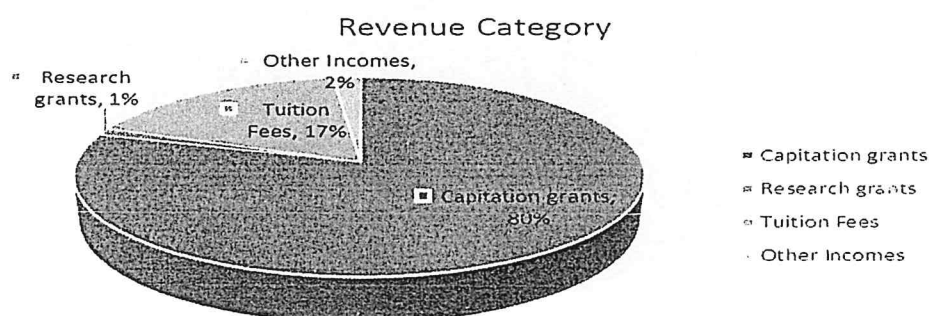 Revenue Category
Research
grants, 1%
Other Incomes,
2%
Tuition
Fees, 17%
Capitation grants,
80%
Capitation grants
Research grants
Tuition Fees
Other Incomes